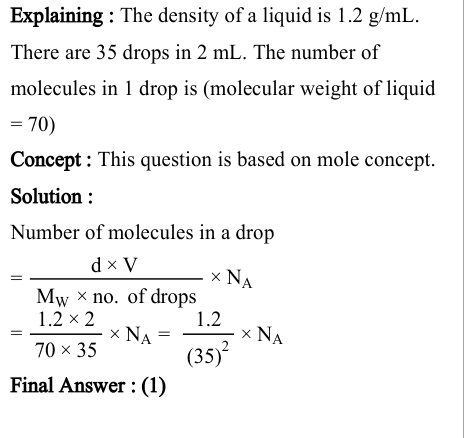 Explaining : The density of a liquid is 1.2 g/mL.
There are 35 drops in 2 mL. The number of
molecules in 1 drop is (molecular weight of liquid
= 70)
Concept : This question is based on mole concept.
Solution :
Number of molecules in a drop
= (d × V) / (M_W × no. of drops) × N_A
= (1.2 × 2) / (70 × 35) × N_A = 1.2 / (35)² × N_A
Final Answer : (1)